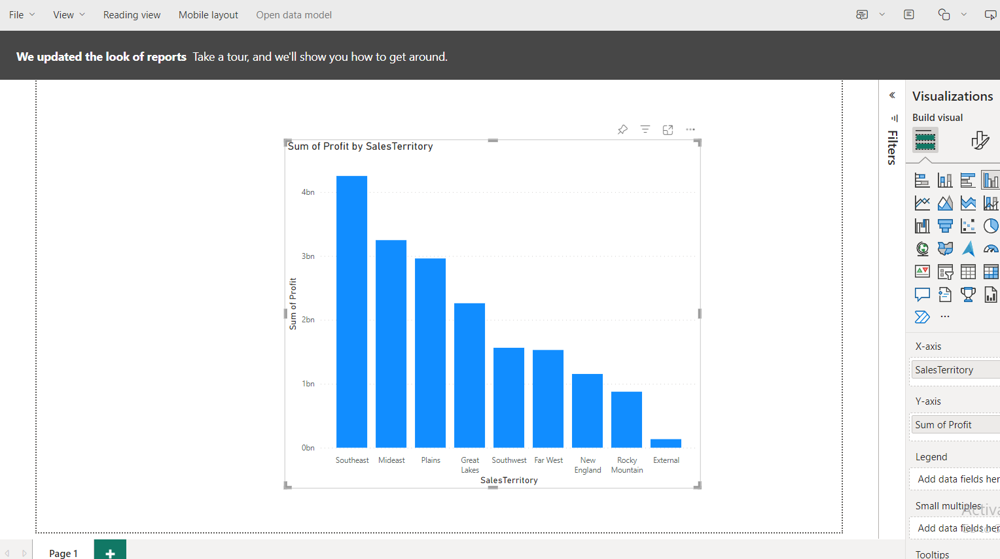 File View Reading view Mobile layout Open data model
We updated the look of reports Take a tour, and we'll show you how to get around.
Sum of Profit by SalesTerritory
4bn
3bn
2bn
1bn
0bn
Sum of Profit
Southeast Mideast Plains Great Lakes Southwest Far West New England Rocky Mountain External
SalesTerritory
Filters
Visualizations
Build visual
X-axis
SalesTerritory
Y-axis
Sum of Profit
Legend
Add data fields her
Small multiples
Add data fields her
Tooltips
Page 1